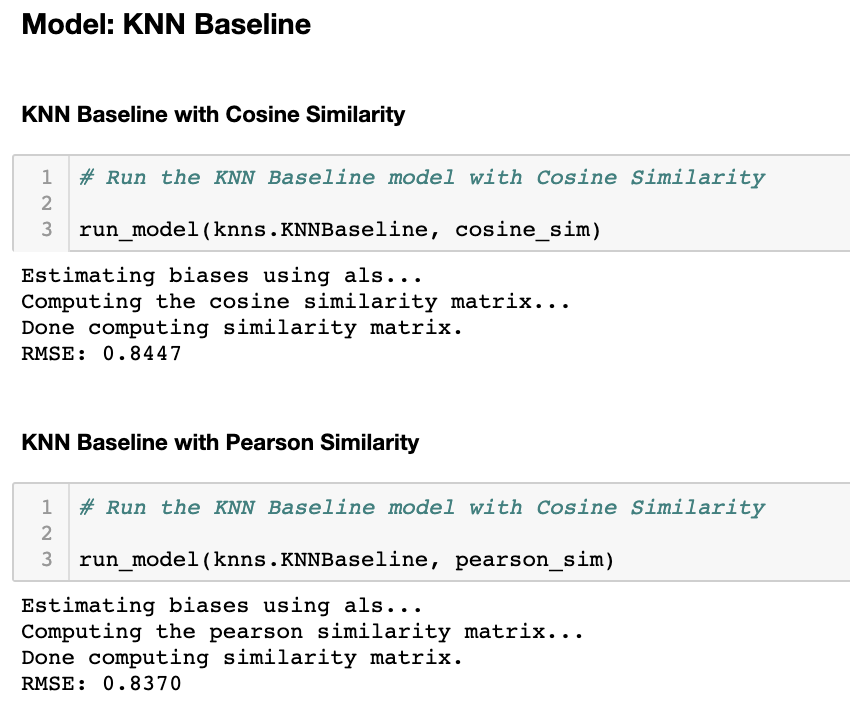 Model: KNN Baseline
KNN Baseline with Cosine Similarity
1 # Run the KNN Baseline model with Cosine Similarity
2
3 run_model(knns.KNNBaseline, cosine_sim)
Estimating biases using als...
Computing the cosine similarity matrix...
Done computing similarity matrix.
RMSE: 0.8447
KNN Baseline with Pearson Similarity
1 # Run the KNN Baseline model with Cosine Similarity
2
3 run_model(knns.KNNBaseline, pearson_sim)
Estimating biases using als...
Computing the pearson similarity matrix...
Done computing similarity matrix.
RMSE: 0.8370